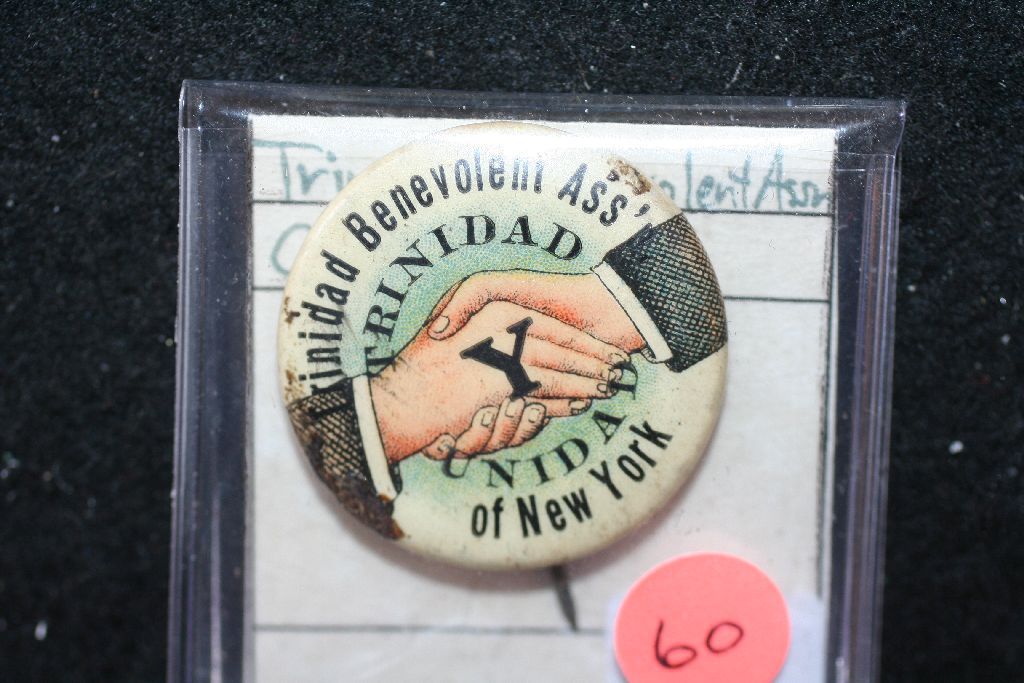 Trinidad Benevolent Ass'
TRINIDAD
Y
UNIDAD
of New York
60